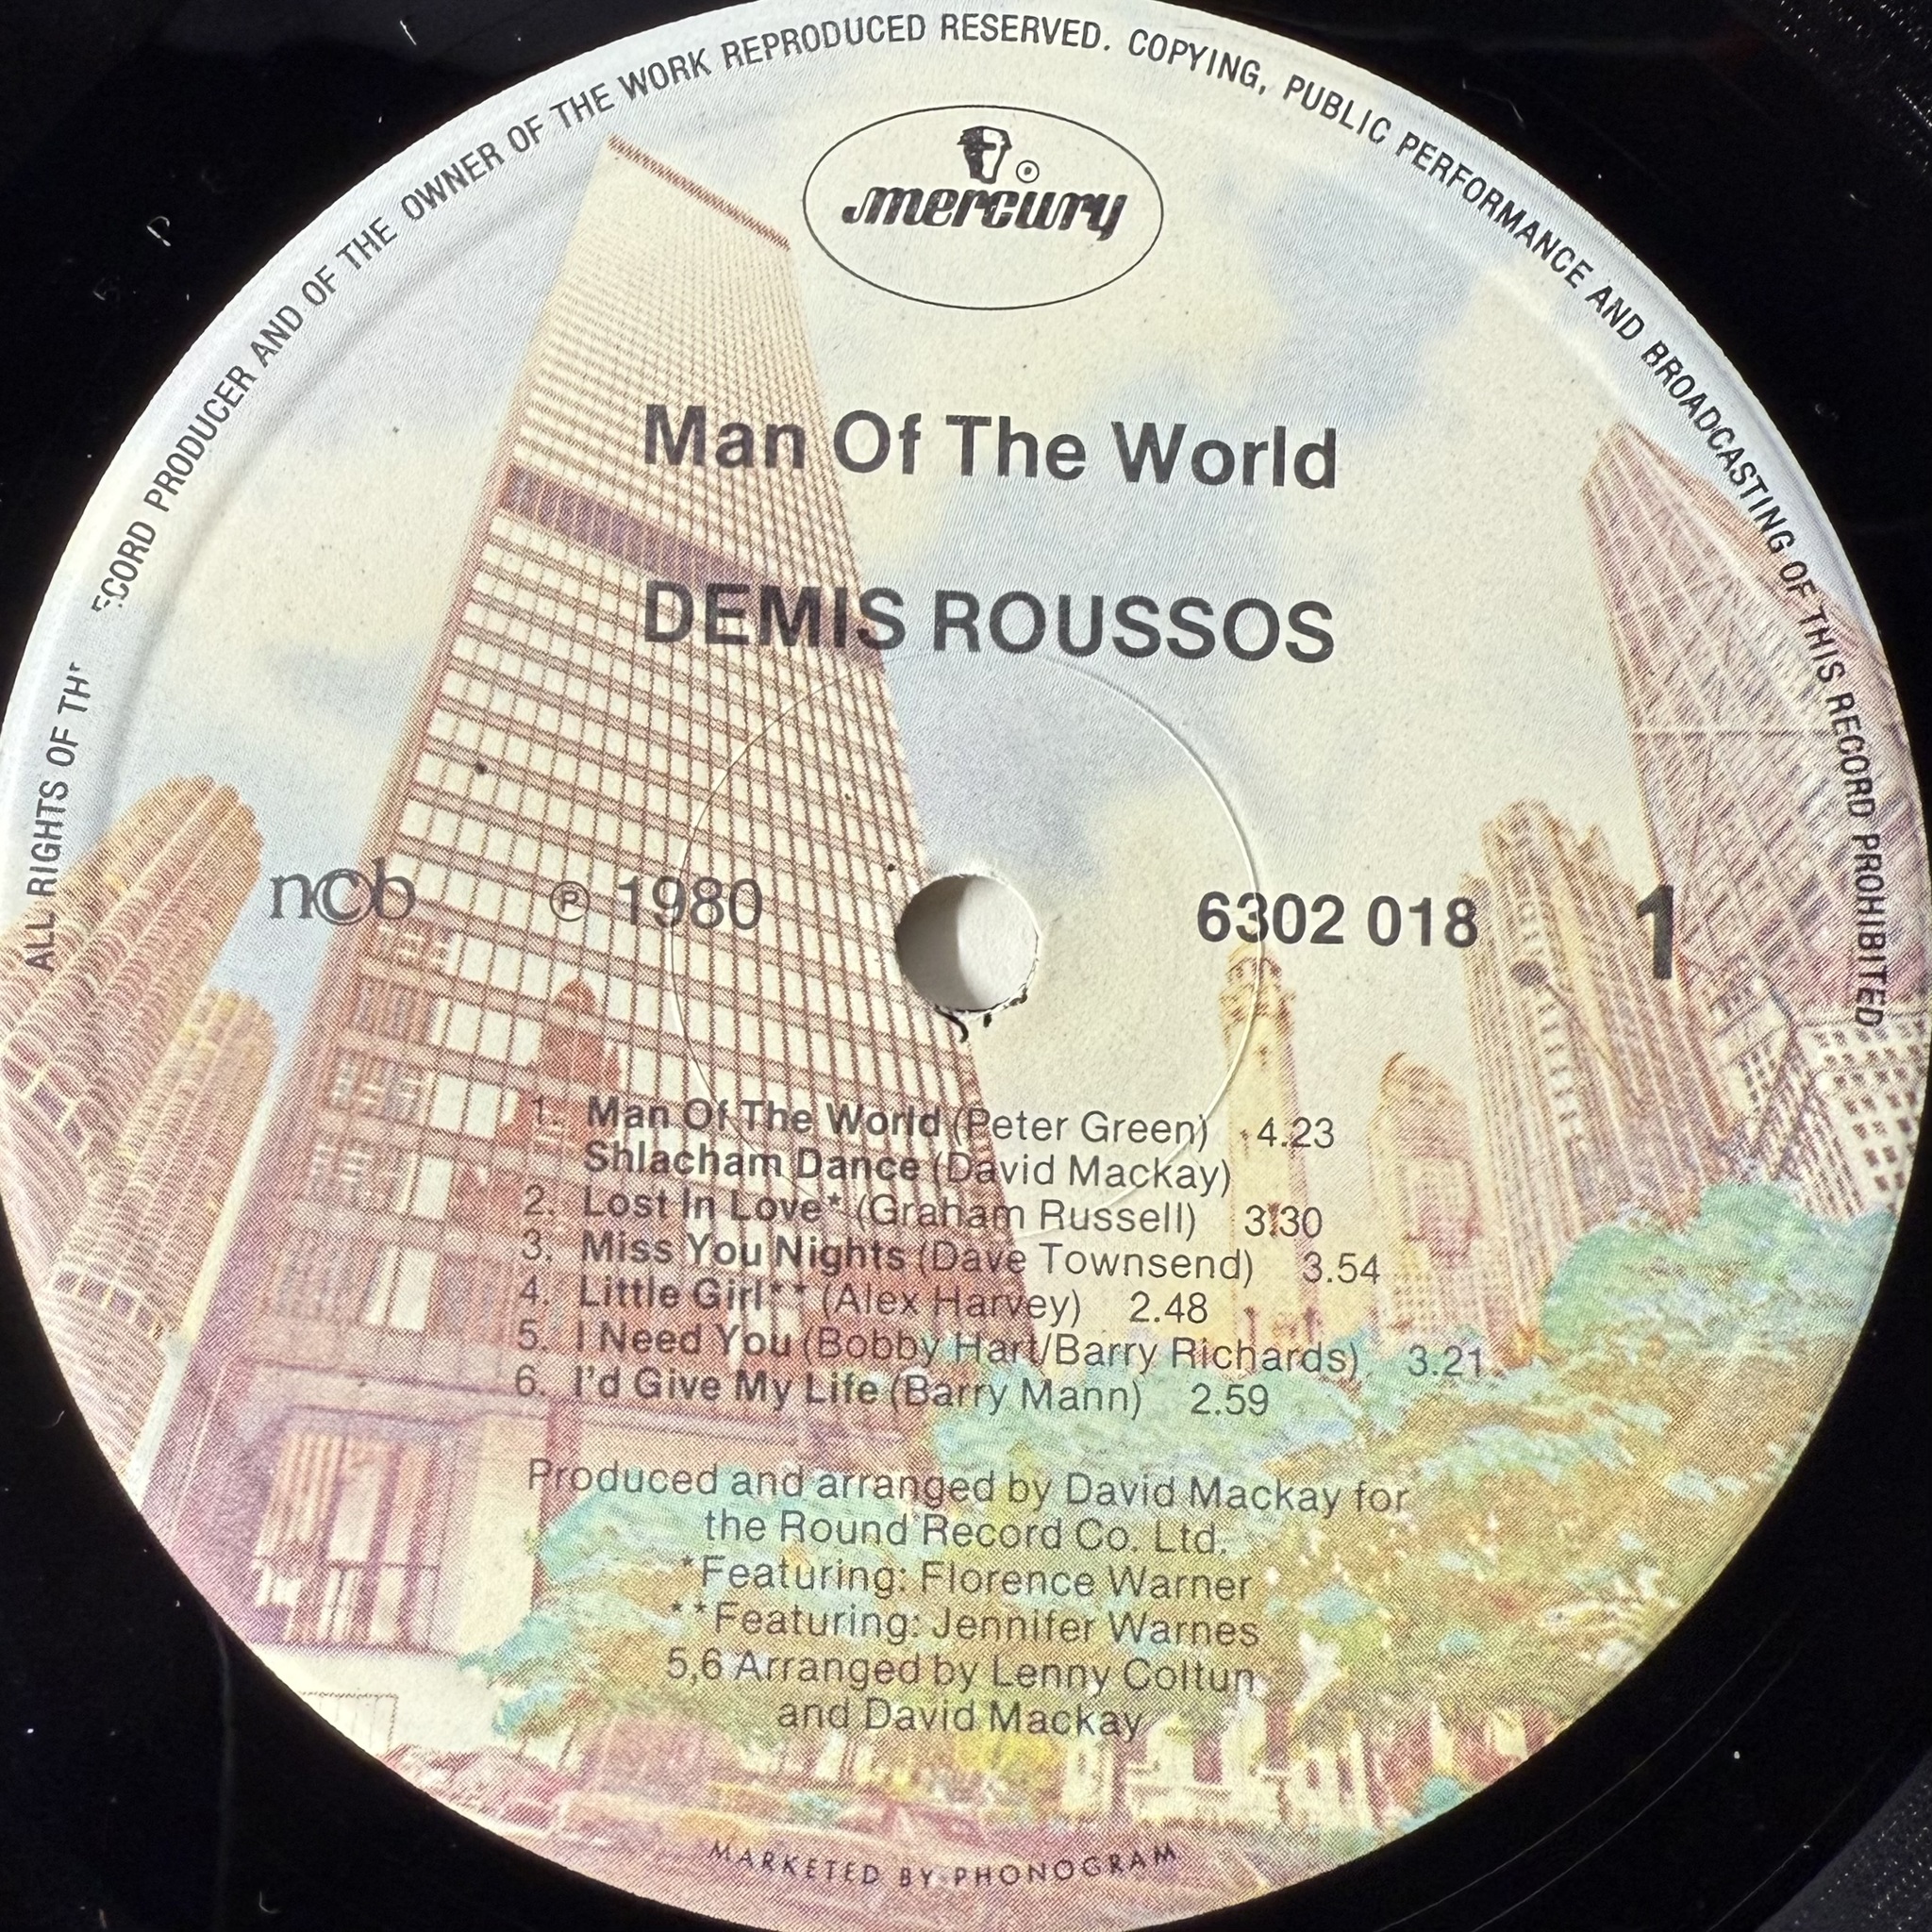 ALL RIGHTS OF TH ECORD PRODUCER AND OF THE OWNER OF THE WORK REPRODUCED RESERVED. COPYING, PUBLIC PERFORMANCE AND BROADCASTING OF THIS RECORD PROHIBITED
mercury
Man Of The World
DEMIS ROUSSOS
ncb ℗ 1980 6302 018 1
1. Man Of The World (Peter Green) 4.23
Shlacham Dance (David Mackay)
2. Lost In Love* (Graham Russell) 3.30
3. Miss You Nights (Dave Townsend) 3.54
4. Little Girl** (Alex Harvey) 2.48
5. I Need You (Bobby Hart/Barry Richards) 3.21
6. I'd Give My Life (Barry Mann) 2.59
Produced and arranged by David Mackay for
the Round Record Co. Ltd.
*Featuring: Florence Warner
**Featuring: Jennifer Warnes
5,6 Arranged by Lenny Coltun
and David Mackay
MARKETED BY PHONOGRAM